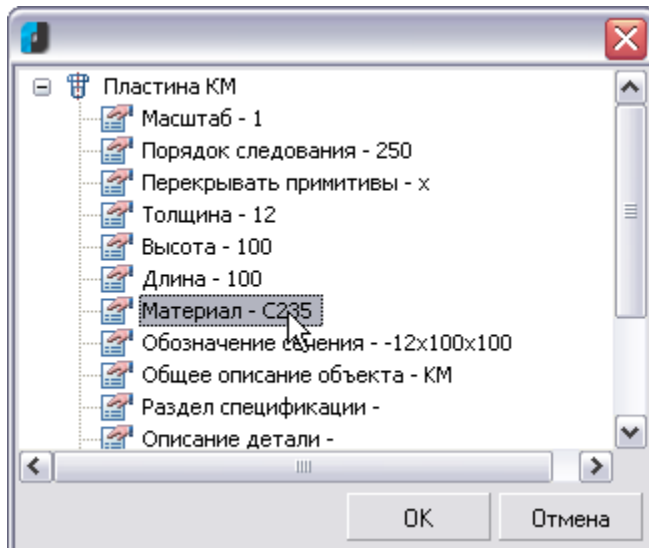 Пластина КМ
Масштаб - 1
Порядок следования - 250
Перекрывать примитивы - x
Толщина - 12
Высота - 100
Длина - 100
Материал - С235
Обозначение сечения - -12x100x100
Общее описание объекта - КМ
Раздел спецификации -
Описание детали -
OK
Отмена